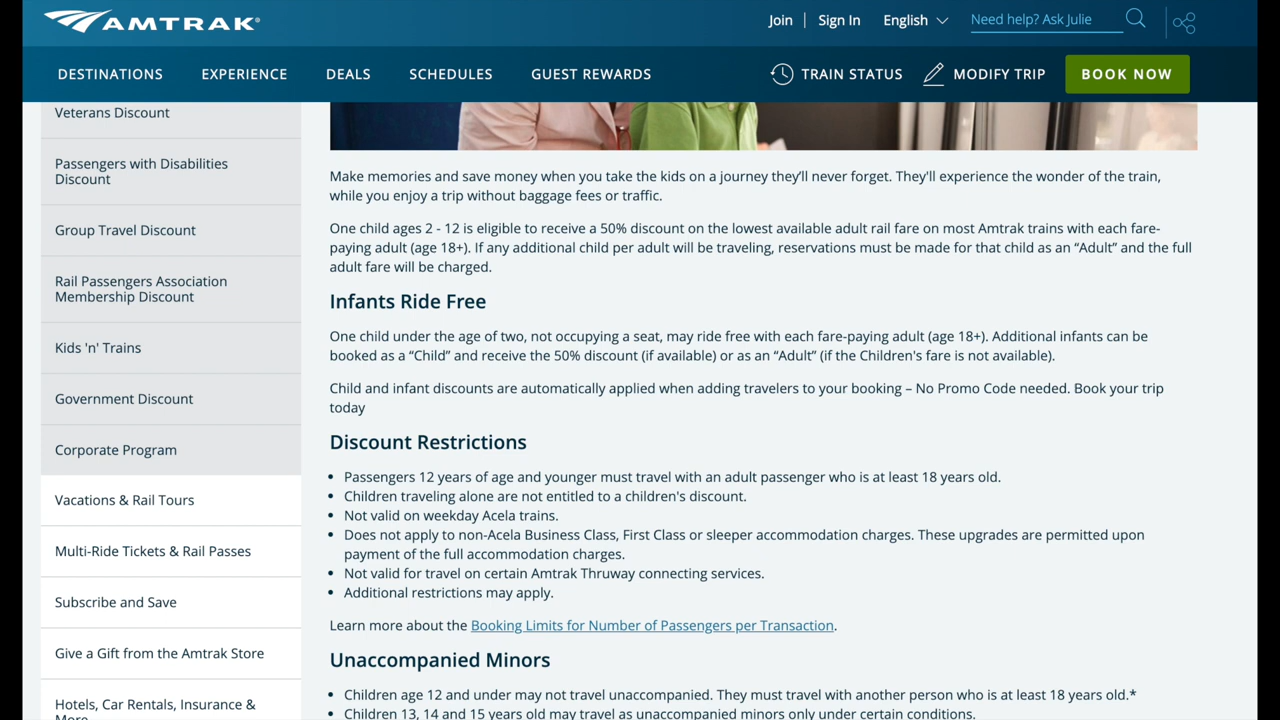 AMTRAK®
Join | Sign In English Need help? Ask Julie
DESTINATIONS EXPERIENCE DEALS SCHEDULES GUEST REWARDS TRAIN STATUS MODIFY TRIP BOOK NOW
Veterans Discount
Passengers with Disabilities
Discount
Group Travel Discount
Rail Passengers Association
Membership Discount
Kids 'n' Trains
Government Discount
Corporate Program
Vacations & Rail Tours
Multi-Ride Tickets & Rail Passes
Subscribe and Save
Give a Gift from the Amtrak Store
Hotels, Car Rentals, Insurance &
More
Make memories and save money when you take the kids on a journey they’ll never forget. They'll experience the wonder of the train,
while you enjoy a trip without baggage fees or traffic.
One child ages 2 - 12 is eligible to receive a 50% discount on the lowest available adult rail fare on most Amtrak trains with each fare-
paying adult (age 18+). If any additional child per adult will be traveling, reservations must be made for that child as an “Adult” and the full
adult fare will be charged.
Infants Ride Free
One child under the age of two, not occupying a seat, may ride free with each fare-paying adult (age 18+). Additional infants can be
booked as a “Child” and receive the 50% discount (if available) or as an “Adult” (if the Children's fare is not available).
Child and infant discounts are automatically applied when adding travelers to your booking – No Promo Code needed. Book your trip
today
Discount Restrictions
• Passengers 12 years of age and younger must travel with an adult passenger who is at least 18 years old.
• Children traveling alone are not entitled to a children's discount.
• Not valid on weekday Acela trains.
• Does not apply to non-Acela Business Class, First Class or sleeper accommodation charges. These upgrades are permitted upon
payment of the full accommodation charges.
• Not valid for travel on certain Amtrak Thruway connecting services.
• Additional restrictions may apply.
Learn more about the Booking Limits for Number of Passengers per Transaction.
Unaccompanied Minors
• Children age 12 and under may not travel unaccompanied. They must travel with another person who is at least 18 years old.*
• Children 13, 14 and 15 years old may travel as unaccompanied minors only under certain conditions.